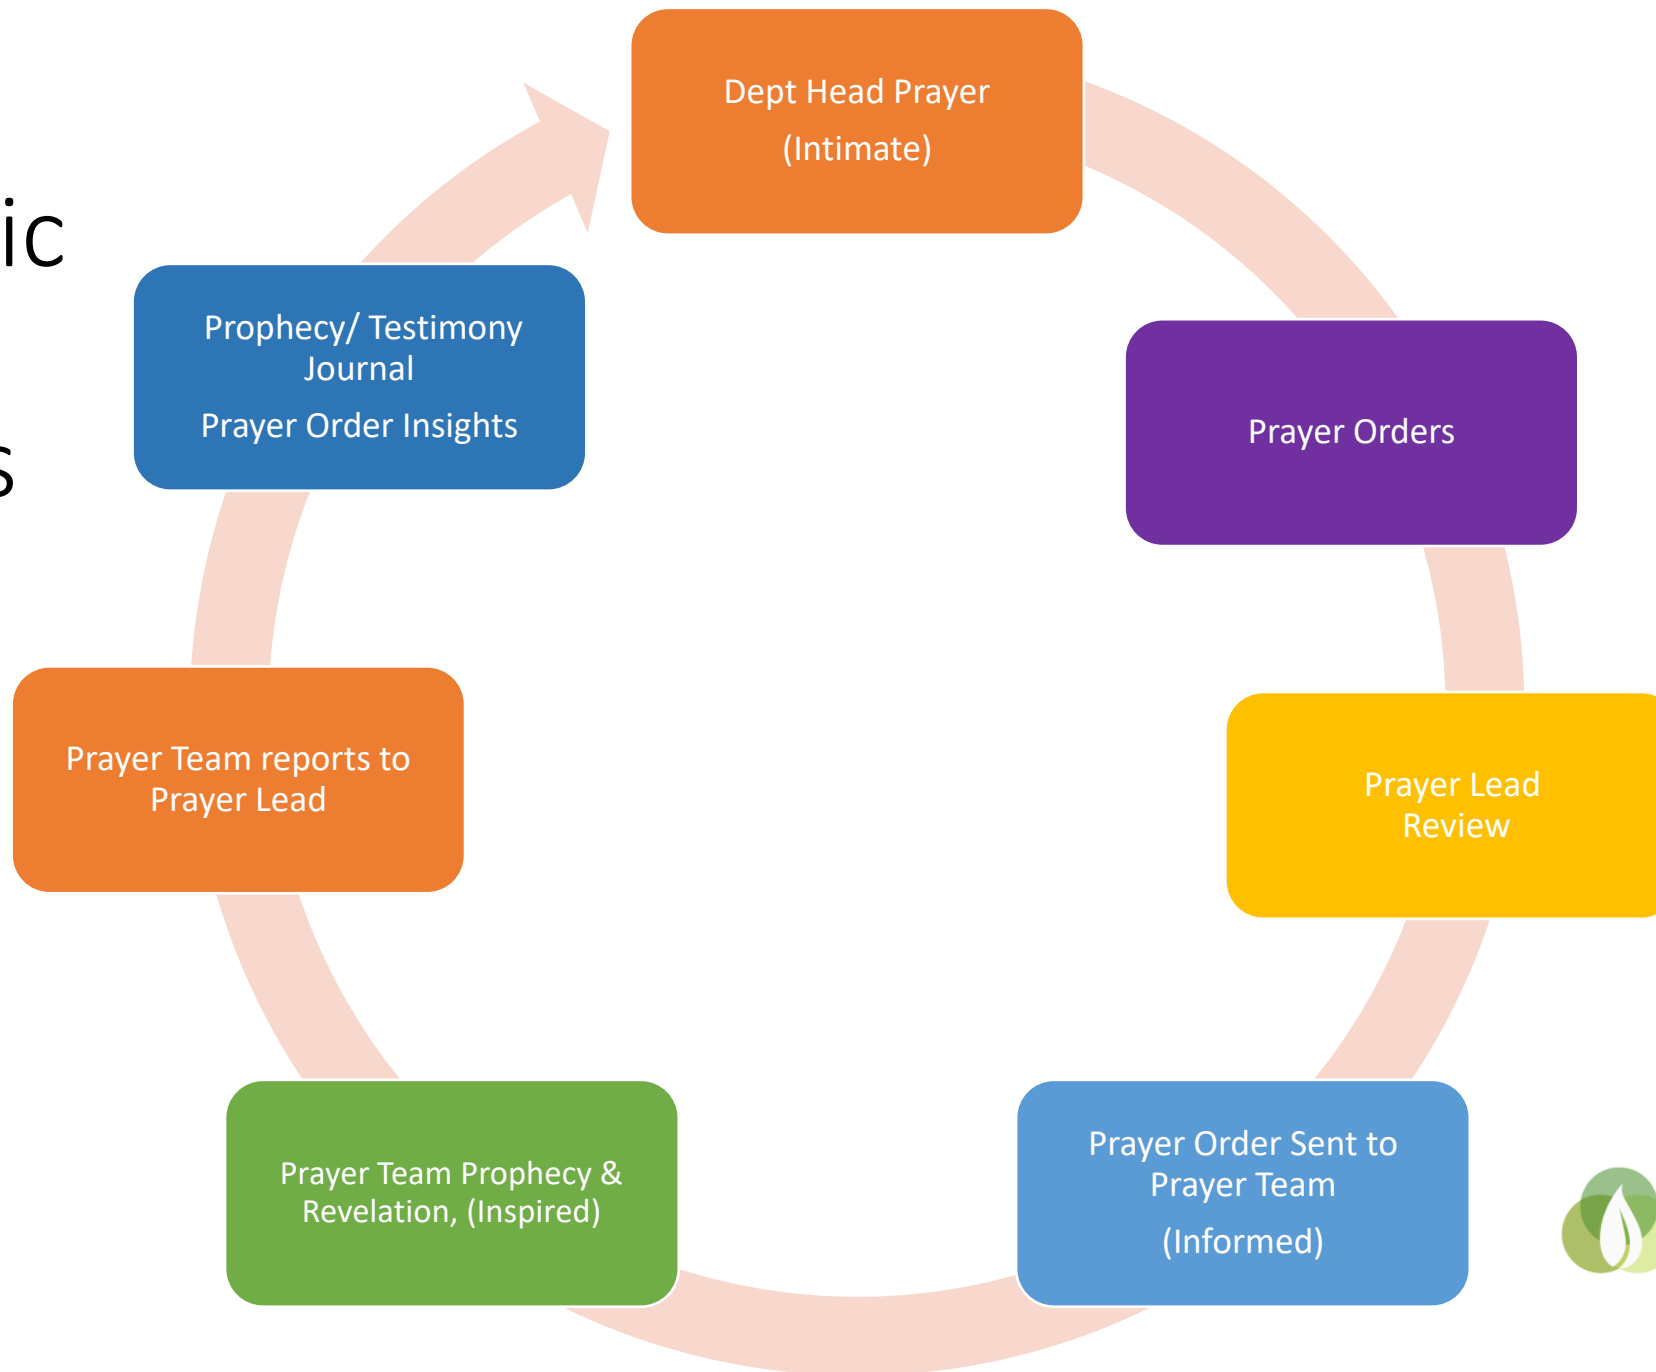 ic
s
Dept Head Prayer
(Intimate)
Prayer Orders
Prayer Lead
Review
Prayer Order Sent to
Prayer Team
(Informed)
Prayer Team Prophecy &
Revelation, (Inspired)
Prayer Team reports to
Prayer Lead
Prophecy/ Testimony
Journal
Prayer Order Insights